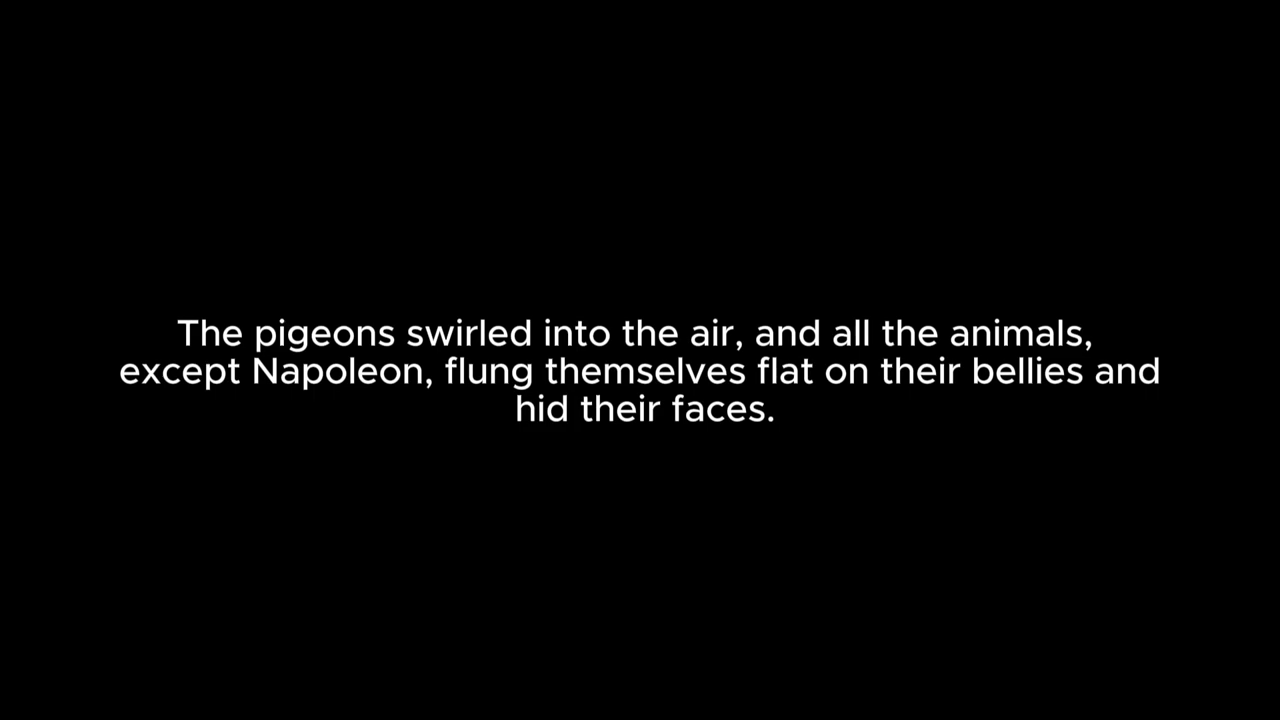 The pigeons swirled into the air, and all the animals,
except Napoleon, flung themselves flat on their bellies and
hid their faces.